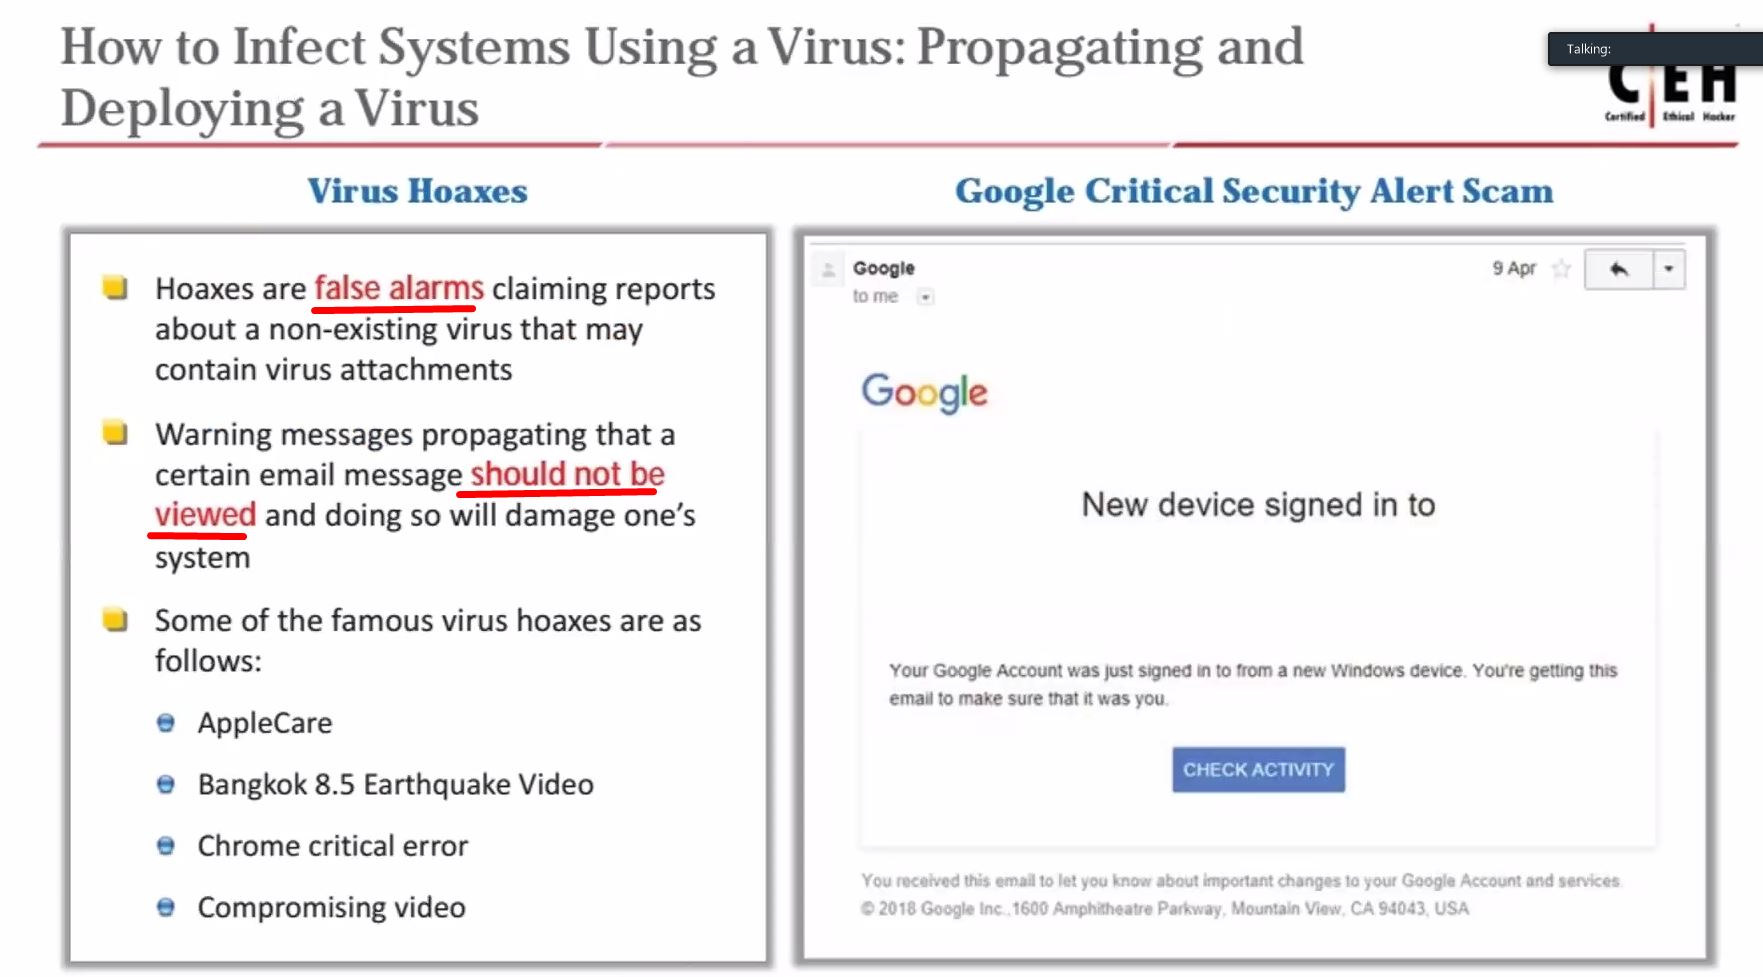 How to Infect Systems Using a Virus: Propagating and
Deploying a Virus
Talking:
C|EH
Certified Ethical Hacker
Virus Hoaxes
Hoaxes are false alarms claiming reports
about a non-existing virus that may
contain virus attachments
Warning messages propagating that a
certain email message should not be
viewed and doing so will damage one's
system
Some of the famous virus hoaxes are as
follows:
AppleCare
Bangkok 8.5 Earthquake Video
Chrome critical error
Compromising video
Google Critical Security Alert Scam
Google
9 Apr
to me
Google
New device signed in to
Your Google Account was just signed in to from a new Windows device. You're getting this
email to make sure that it was you.
CHECK ACTIVITY
You received this email to let you know about important changes to your Google Account and services.
© 2018 Google Inc.,1600 Amphitheatre Parkway, Mountain View, CA 94043, USA